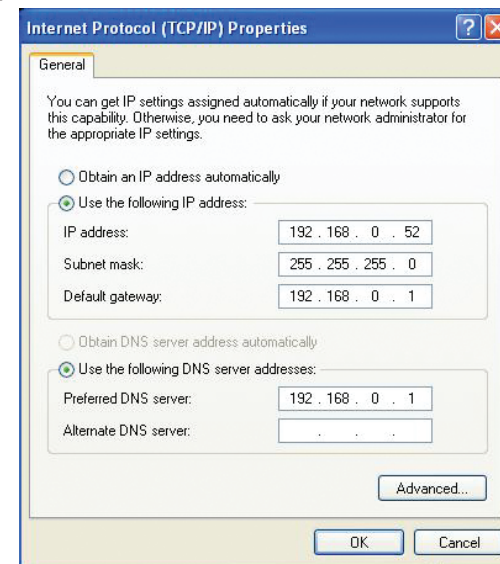 Internet Protocol (TCP/IP) Properties
General
You can get IP settings assigned automatically if your network supports
this capability. Otherwise, you need to ask your network administrator for
the appropriate IP settings.
Obtain an IP address automatically
Use the following IP address:
IP address: 192 . 168 . 0 . 52
Subnet mask: 255 . 255 . 255 . 0
Default gateway: 192 . 168 . 0 . 1
Obtain DNS server address automatically
Use the following DNS server addresses:
Preferred DNS server: 192 . 168 . 0 . 1
Alternate DNS server: . . .
Advanced...
OK Cancel